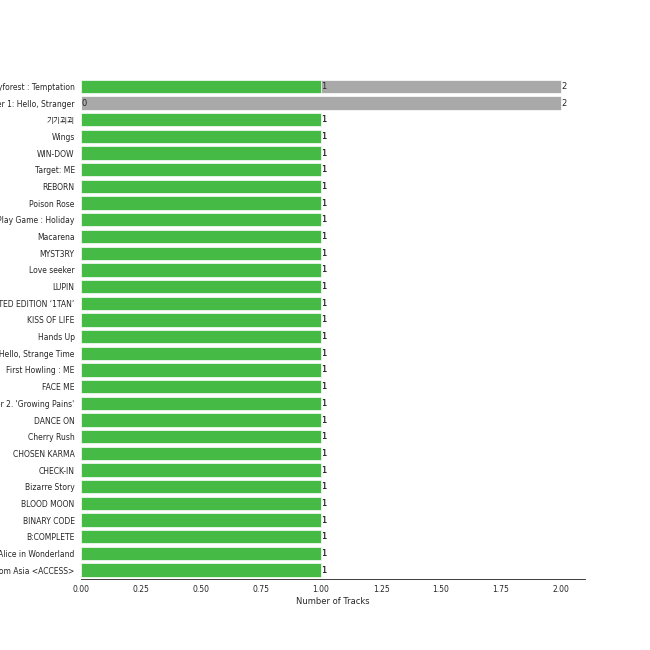 yforest : Temptation 1 2
er 1: Hello, Stranger 0 2
기기괴괴 1
Wings 1
WIN-DOW 1
Target: ME 1
REBORN 1
Poison Rose 1
Play Game : Holiday 1
Macarena 1
MYST3RY 1
Love seeker 1
LUPIN 1
TED EDITION ‘1TAN’ 1
KISS OF LIFE 1
Hands Up 1
Hello, Strange Time 1
First Howling : ME 1
FACE ME 1
r 2. 'Growing Pains' 1
DANCE ON 1
Cherry Rush 1
CHOSEN KARMA 1
CHECK-IN 1
Bizarre Story 1
BLOOD MOON 1
BINARY CODE 1
B:COMPLETE 1
Alice in Wonderland 1
om Asia <ACCESS> 1
0.00 0.25 0.50 0.75 1.00 1.25 1.50 1.75 2.00
Number of Tracks